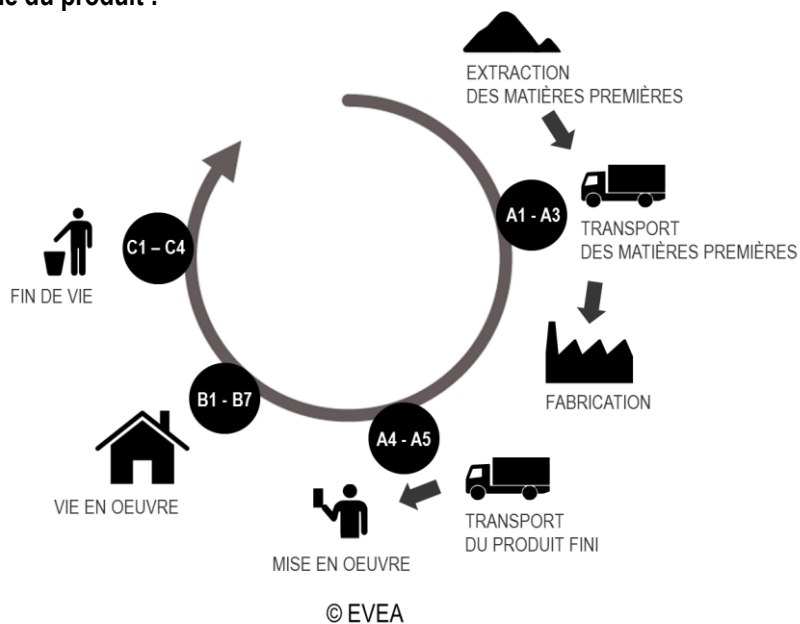 du produit :
EXTRACTION
DES MATIÈRES PREMIÈRES
A1 - A3
TRANSPORT
DES MATIÈRES PREMIÈRES
FABRICATION
A4 - A5
TRANSPORT
DU PRODUIT FINI
MISE EN OEUVRE
B1 - B7
VIE EN OEUVRE
C1 – C4
FIN DE VIE
© EVEA